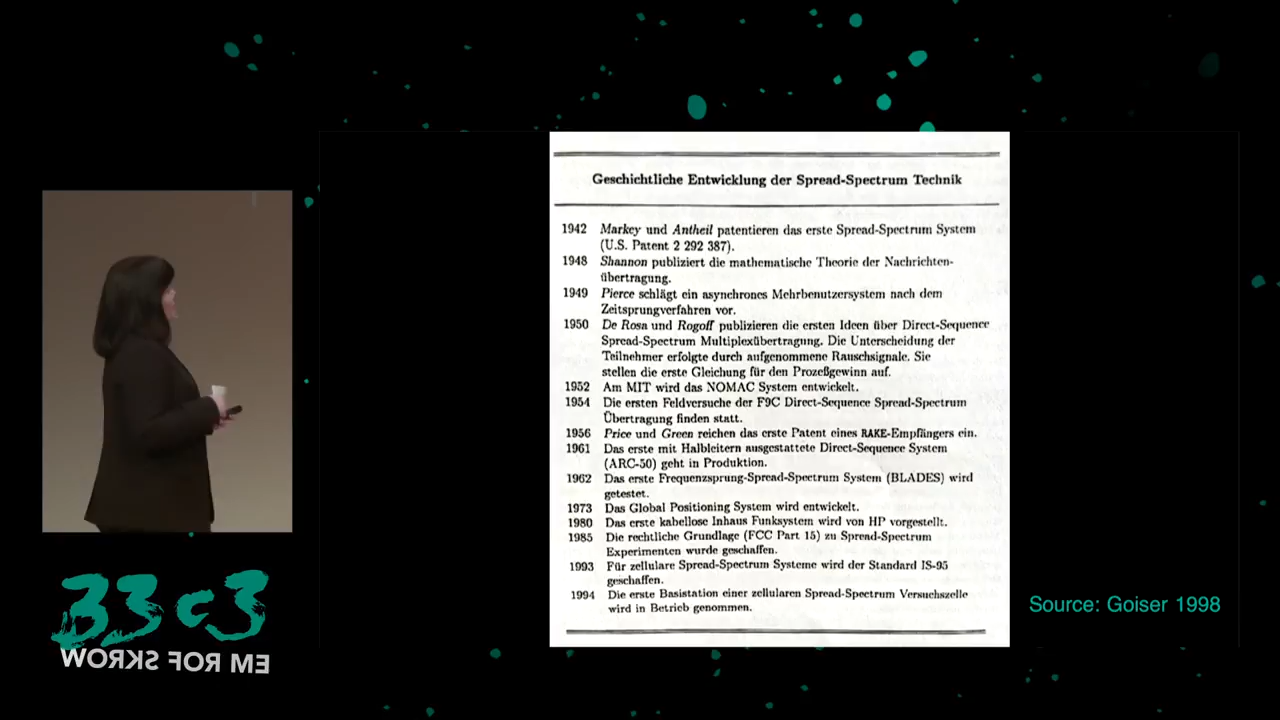 Geschichtliche Entwicklung der Spread-Spectrum Technik
1942 Markey und Antheil patentieren das erste Spread-Spectrum System
(U.S. Patent 2 292 387).
1948 Shannon publiziert die mathematische Theorie der Nachrichten-
übertragung.
1949 Pierce schlägt ein asynchrones Mehrbenutzersystem nach dem
Zeitsprungverfahren vor.
1950 De Rosa und Rogoff publizieren die ersten Ideen über Direct-Sequence
Spread-Spectrum Multiplexübertragung. Die Unterscheidung der
Teilnehmer erfolgte durch aufgenommene Rauschsignale. Sie
stellen die erste Gleichung für den Prozeßgewinn auf.
1952 Am MIT wird das NOMAC System entwickelt.
1954 Die ersten Feldversuche der F9C Direct-Sequence Spread-Spectrum
Übertragung finden statt.
1956 Price und Green reichen das erste Patent eines RAKE-Empfängers ein.
1961 Das erste mit Halbleitern ausgestattete Direct-Sequence System
(ARC-50) geht in Produktion.
1962 Das erste Frequenzsprung-Spread-Spectrum System (BLADES) wird
getestet.
1973 Das Global Positioning System wird entwickelt.
1980 Das erste kabellose Inhaus Funksystem wird von HP vorgestellt.
1985 Die rechtliche Grundlage (FCC Part 15) zu Spread-Spectrum
Experimenten wurde geschaffen.
1993 Für zellulare Spread-Spectrum Systeme wird der Standard IS-95
geschaffen.
1994 Die erste Basistation einer zellularen Spread-Spectrum Versuchszelle
wird in Betrieb genommen.
Source: Goiser 1998
33c3
WORKS FOR ME